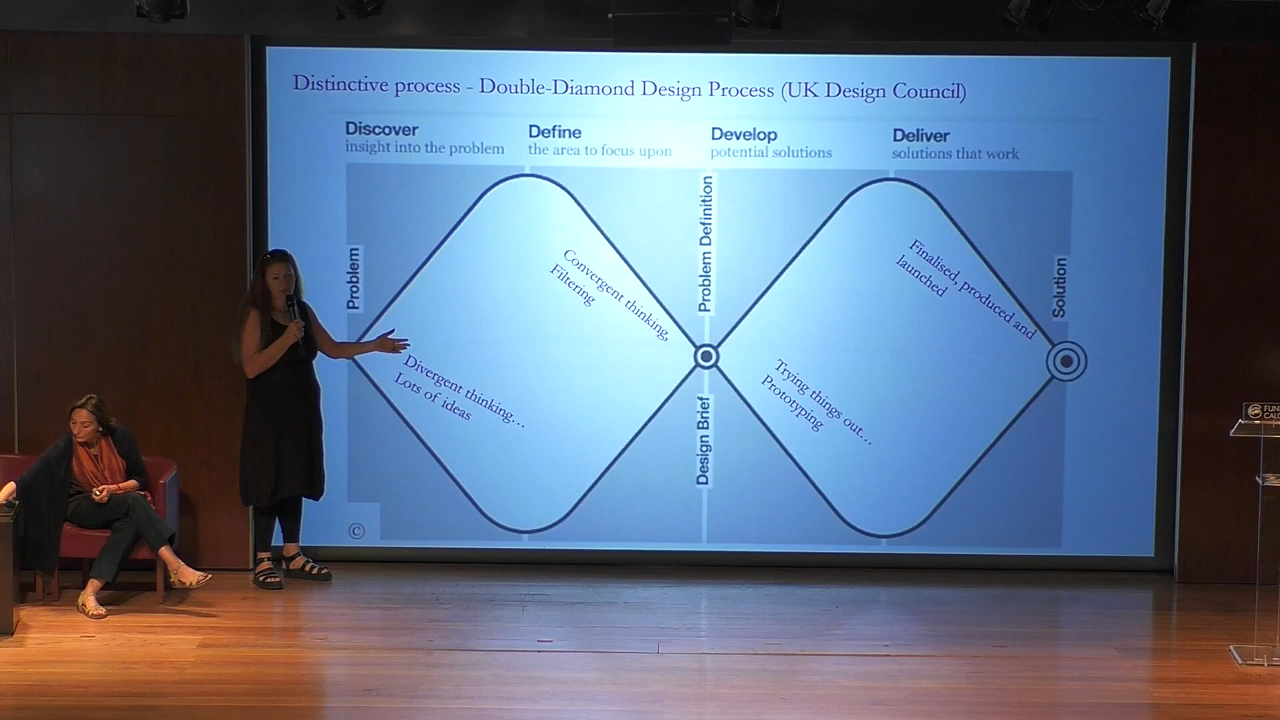 Distinctive process - Double-Diamond Design Process (UK Design Council)
Discover
insight into the problem
Define
the area to focus upon
Develop
potential solutions
Deliver
solutions that work
Problem
Convergent thinking,
Filtering
Divergent thinking...
Lots of ideas
Problem Definition
Design Brief
Trying things out...
Prototyping
Finalised, produced and
launched
Solution
©